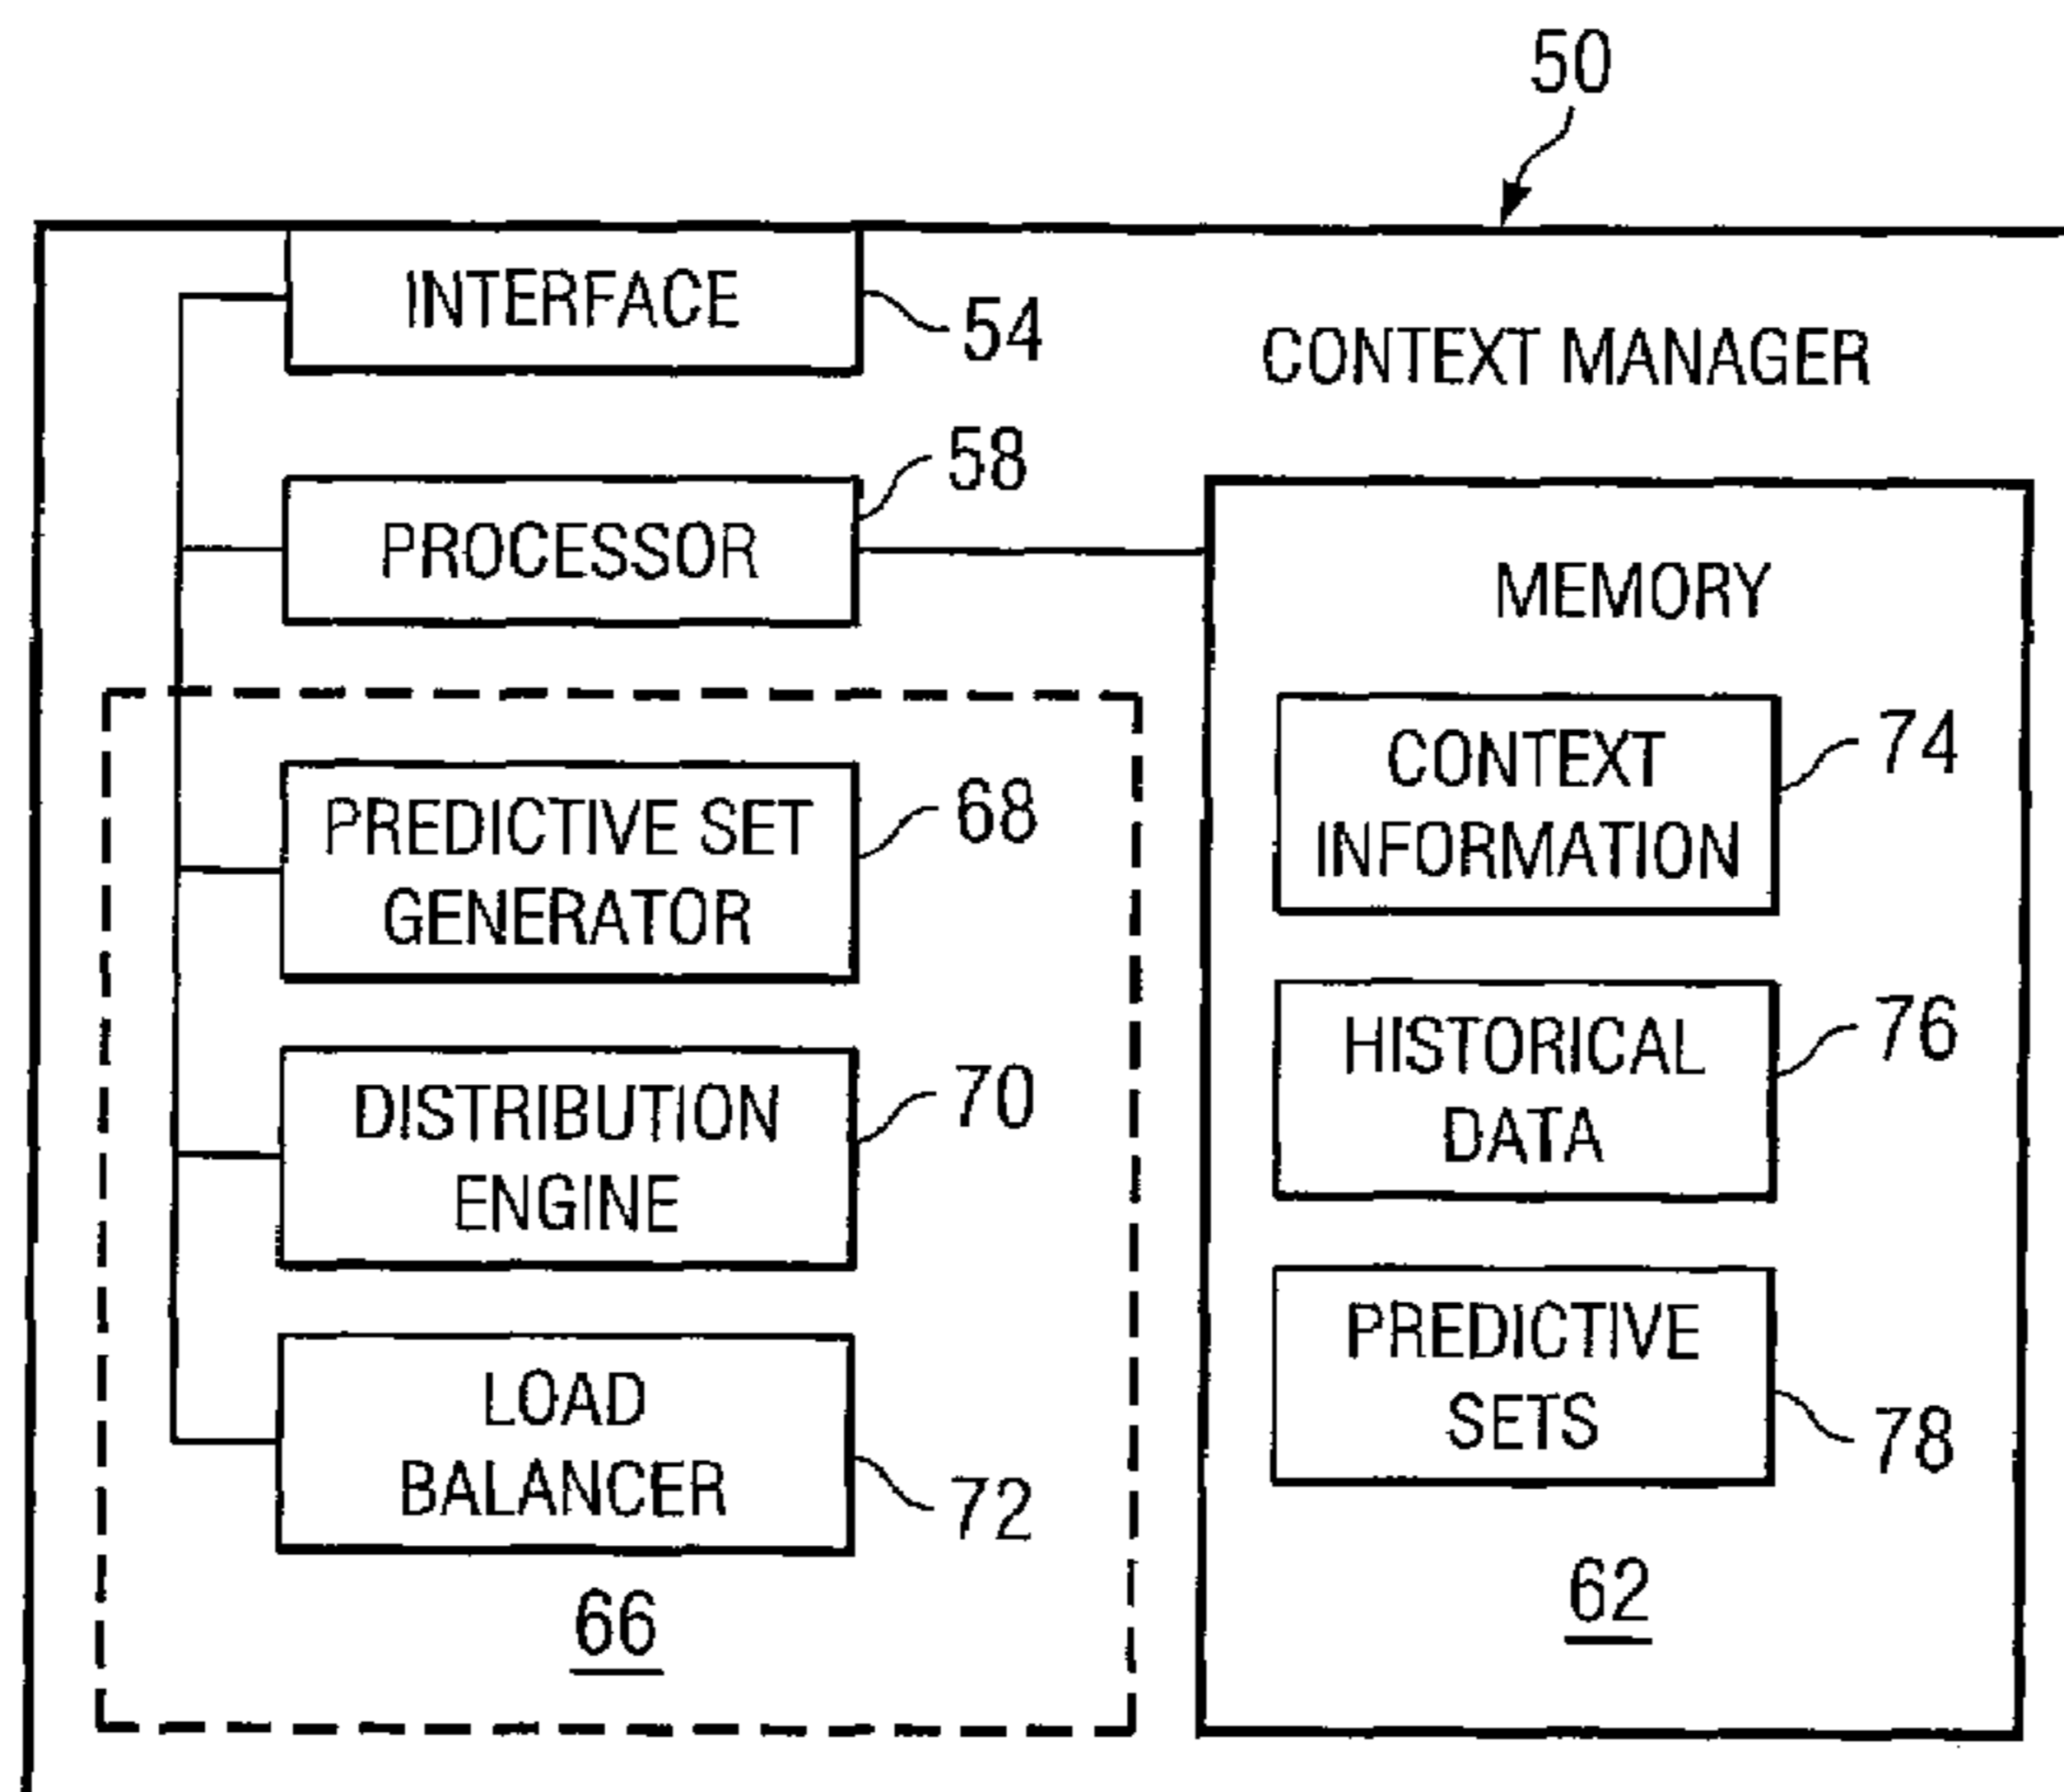 50
INTERFACE
54
CONTEXT MANAGER
58
PROCESSOR
MEMORY
PREDICTIVE SET
GENERATOR
68
CONTEXT
INFORMATION
74
DISTRIBUTION
ENGINE
70
HISTORICAL
DATA
76
LOAD
BALANCER
72
PREDICTIVE
SETS
78
66
62